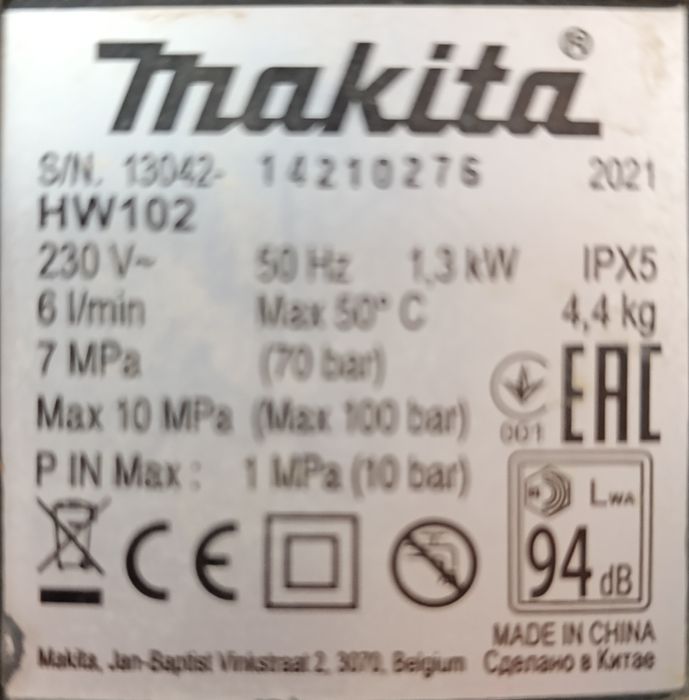 makita®
S/N. 13042- 14210276 2021
HW102
230 V~ 50 Hz 1,3 kW IPX5
6 l/min Max 50° C 4,4 kg
7 MPa (70 bar)
Max 10 MPa (Max 100 bar)
001 EAC
P IN Max : 1 MPa (10 bar)
LWA
CE 94 dB
MADE IN CHINA
Makita, Jan-Baptist Vinkstraat 2, 3070, Belgium Сделано в Китае